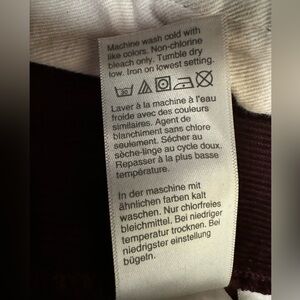 Machine wash cold with
like colors. Non-chlorine
bleach only. Tumble dry
low. Iron on lowest setting.
Laver à la machine à l'eau
froide avec des couleurs
similaires. Agent de
blanchiment sans chlore
seulement. Sécher au
sèche-linge au cycle doux.
Repasser à la plus basse
température.
In der maschine mit
ähnlichen farben kalt
waschen. Nur chlorfreies
bleichmittel. Bei niedriger
temperatur trocknen. Bei
niedrigster einstellung
bügeln.